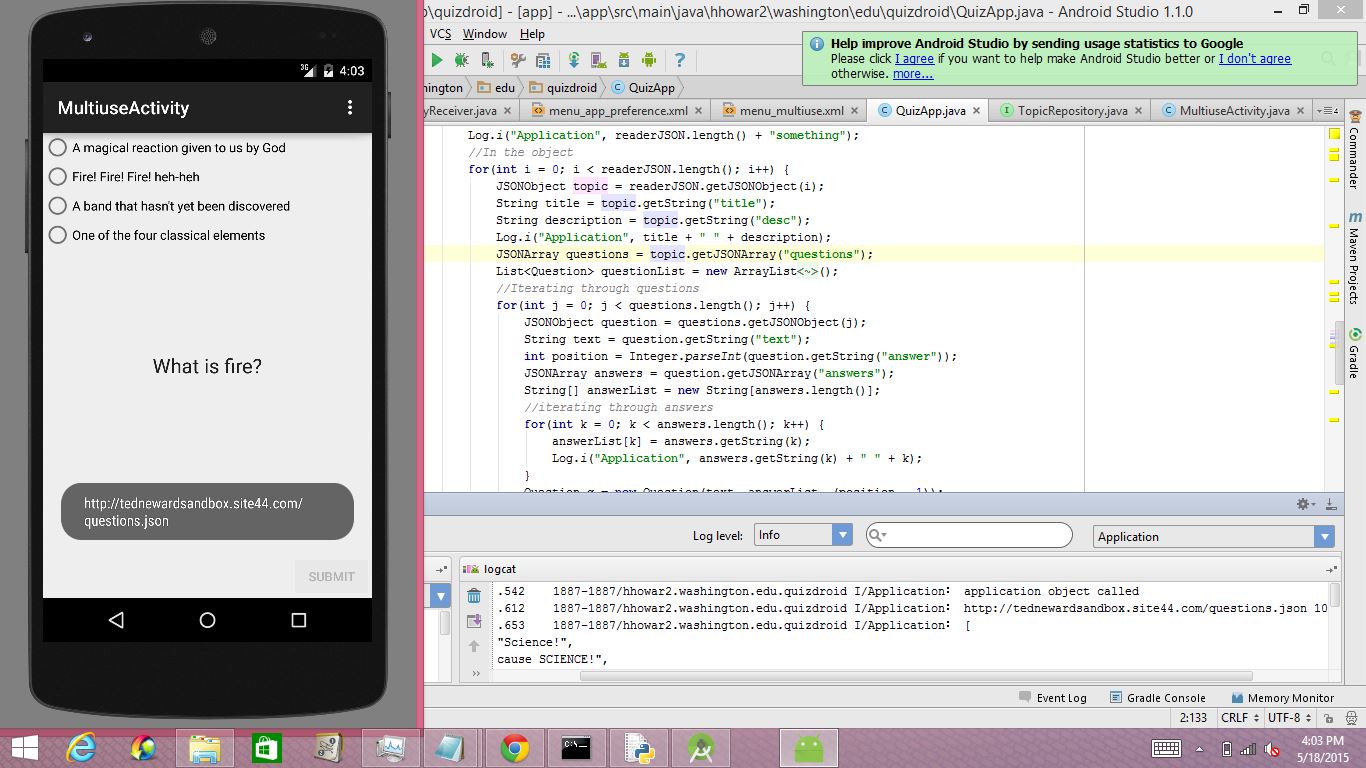 3G 4:03
MultiuseActivity
A magical reaction given to us by God
Fire! Fire! Fire! heh-heh
A band that hasn't yet been discovered
One of the four classical elements
What is fire?
http://tednewardsandbox.site44.com/
questions.json
SUBMIT
\quizdroid] - [app] - ...\app\src\main\java\hhowar2\washington\edu\quizdroid\QuizApp.java - Android Studio 1.1.0
VCS Window Help
Help improve Android Studio by sending usage statistics to Google
Please click I agree if you want to help make Android Studio better or I don't agree
otherwise. more...
nington edu quizdroid QuizApp
yReceiver.java menu_app_preference.xml menu_multiuse.xml QuizApp.java TopicRepository.java MultiuseActivity.java
Log.i("Application", readerJSON.length() + "something");
//In the object
for(int i = 0; i < readerJSON.length(); i++) {
JSONObject topic = readerJSON.getJSONObject(i);
String title = topic.getString("title");
String description = topic.getString("desc");
Log.i("Application", title + " " + description);
JSONArray questions = topic.getJSONArray("questions");
List<Question> questionList = new ArrayList<~>();
//Iterating through questions
for(int j = 0; j < questions.length(); j++) {
JSONObject question = questions.getJSONObject(j);
String text = question.getString("text");
int position = Integer.parseInt(question.getString("answer"));
JSONArray answers = question.getJSONArray("answers");
String[] answerList = new String[answers.length()];
//iterating through answers
for(int k = 0; k < answers.length(); k++) {
answerList[k] = answers.getString(k);
Log.i("Application", answers.getString(k) + " " + k);
}
Question q = new Question(text, answerList, (position - 1));
Commander
Maven Projects
Gradle
Log level: Info Application
logcat
.542 1887-1887/hhowar2.washington.edu.quizdroid I/Application: application object called
.612 1887-1887/hhowar2.washington.edu.quizdroid I/Application: http://tednewardsandbox.site44.com/questions.json 10
.653 1887-1887/hhowar2.washington.edu.quizdroid I/Application: [
"Science!",
cause SCIENCE!",
Event Log Gradle Console Memory Monitor
2:133 CRLF UTF-8
4:03 PM
5/18/2015